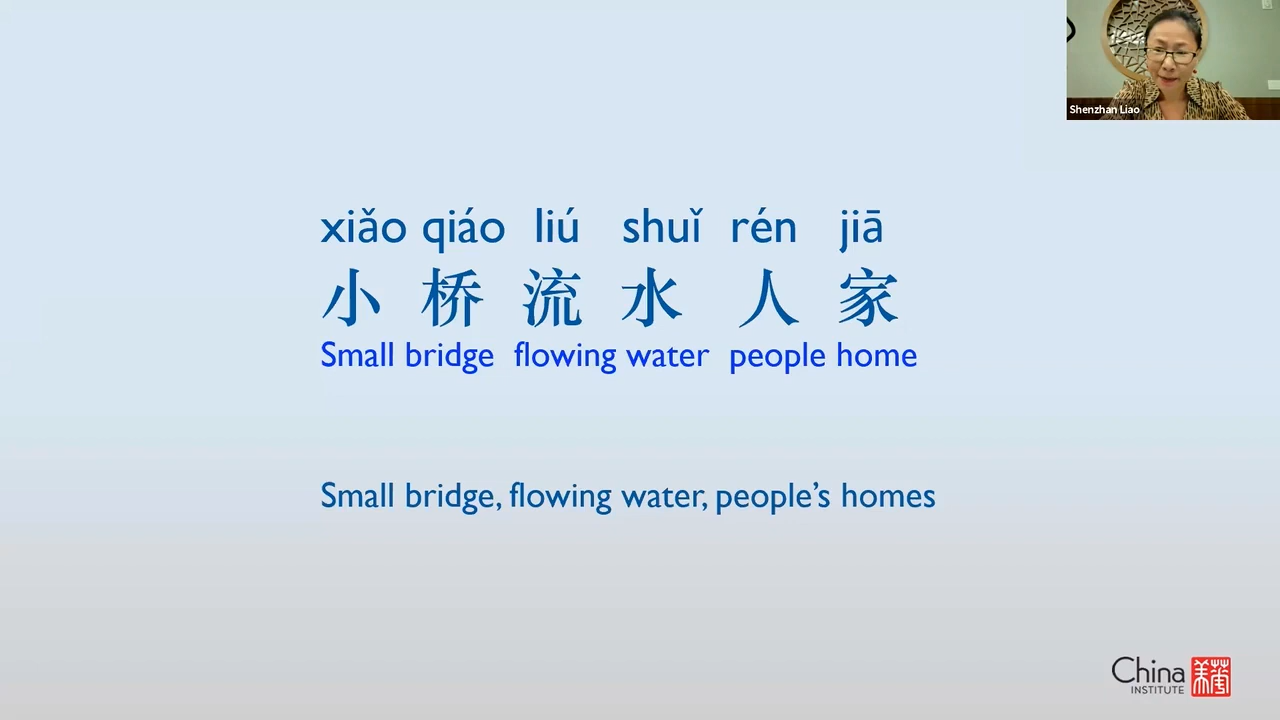 Shenzhan Liao
xiǎo qiáo liú shuǐ rén jiā
小 桥 流 水 人 家
Small bridge flowing water people home
Small bridge, flowing water, people’s homes
China
INSTITUTE